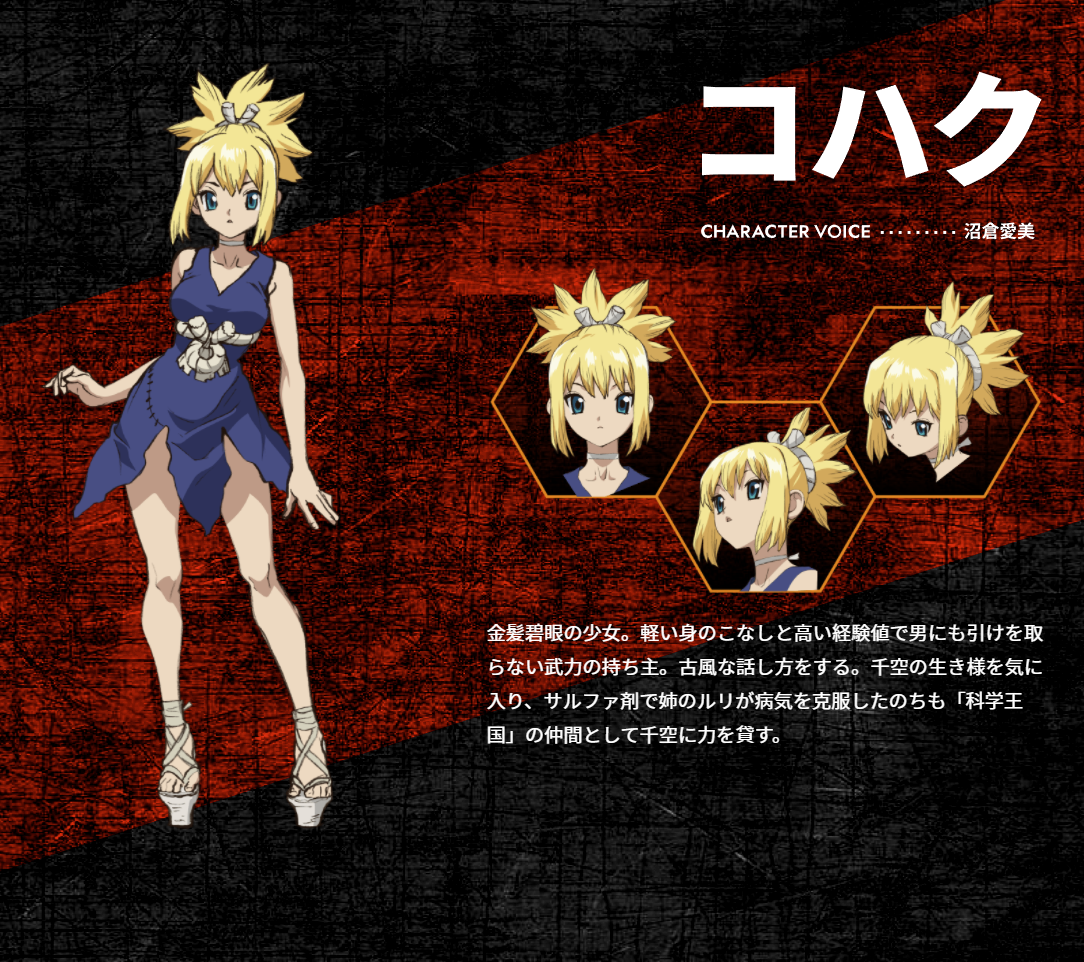 コハク
CHARACTER VOICE ········· 沼倉愛美
金髪碧眼の少女。軽い身のこなしと高い経験値で男にも引けを取
らない武力の持ち主。古風な話し方をする。千空の生き様を気に
入り、サルファ剤で姉のルリが病気を克服したのちも「科学王
国」の仲間として千空に力を貸す。